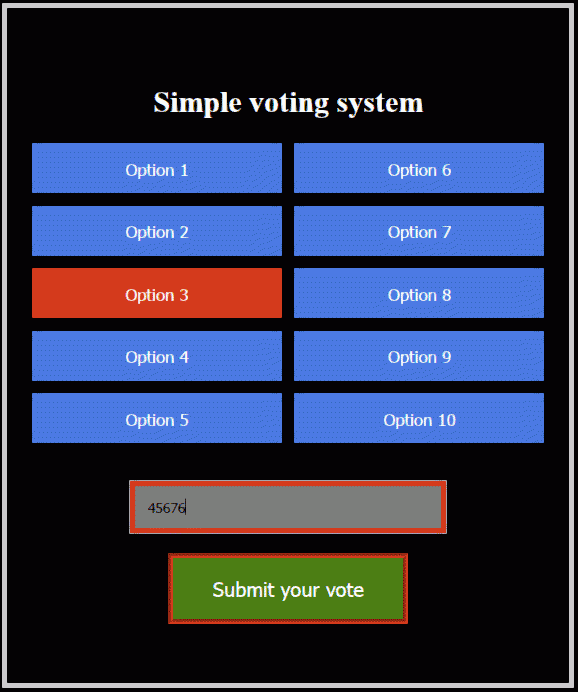 Simple voting system
Option 1
Option 6
Option 2
Option 7
Option 3
Option 8
Option 4
Option 9
Option 5
Option 10
45676
Submit your vote